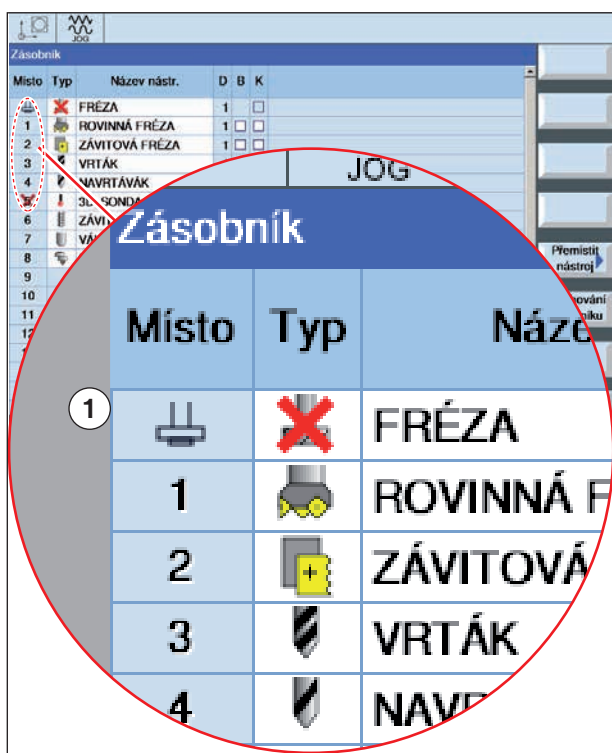 JOG
Zásobník
Místo Typ Název nástr. D B K
FRÉZA 1
1 ROVINNÁ FRÉZA 1
2 ZÁVITOVÁ FRÉZA 1
3 VRTÁK
4 NAVRTÁVÁK
3D SONDA
6
7
8
9
10
11
Přemístit
nástroj
JOG
Zásobník
Místo Typ Náze
1
FRÉZA
1 ROVINNÁ F
2 ZÁVITOVÁ
3 VRTÁK
4